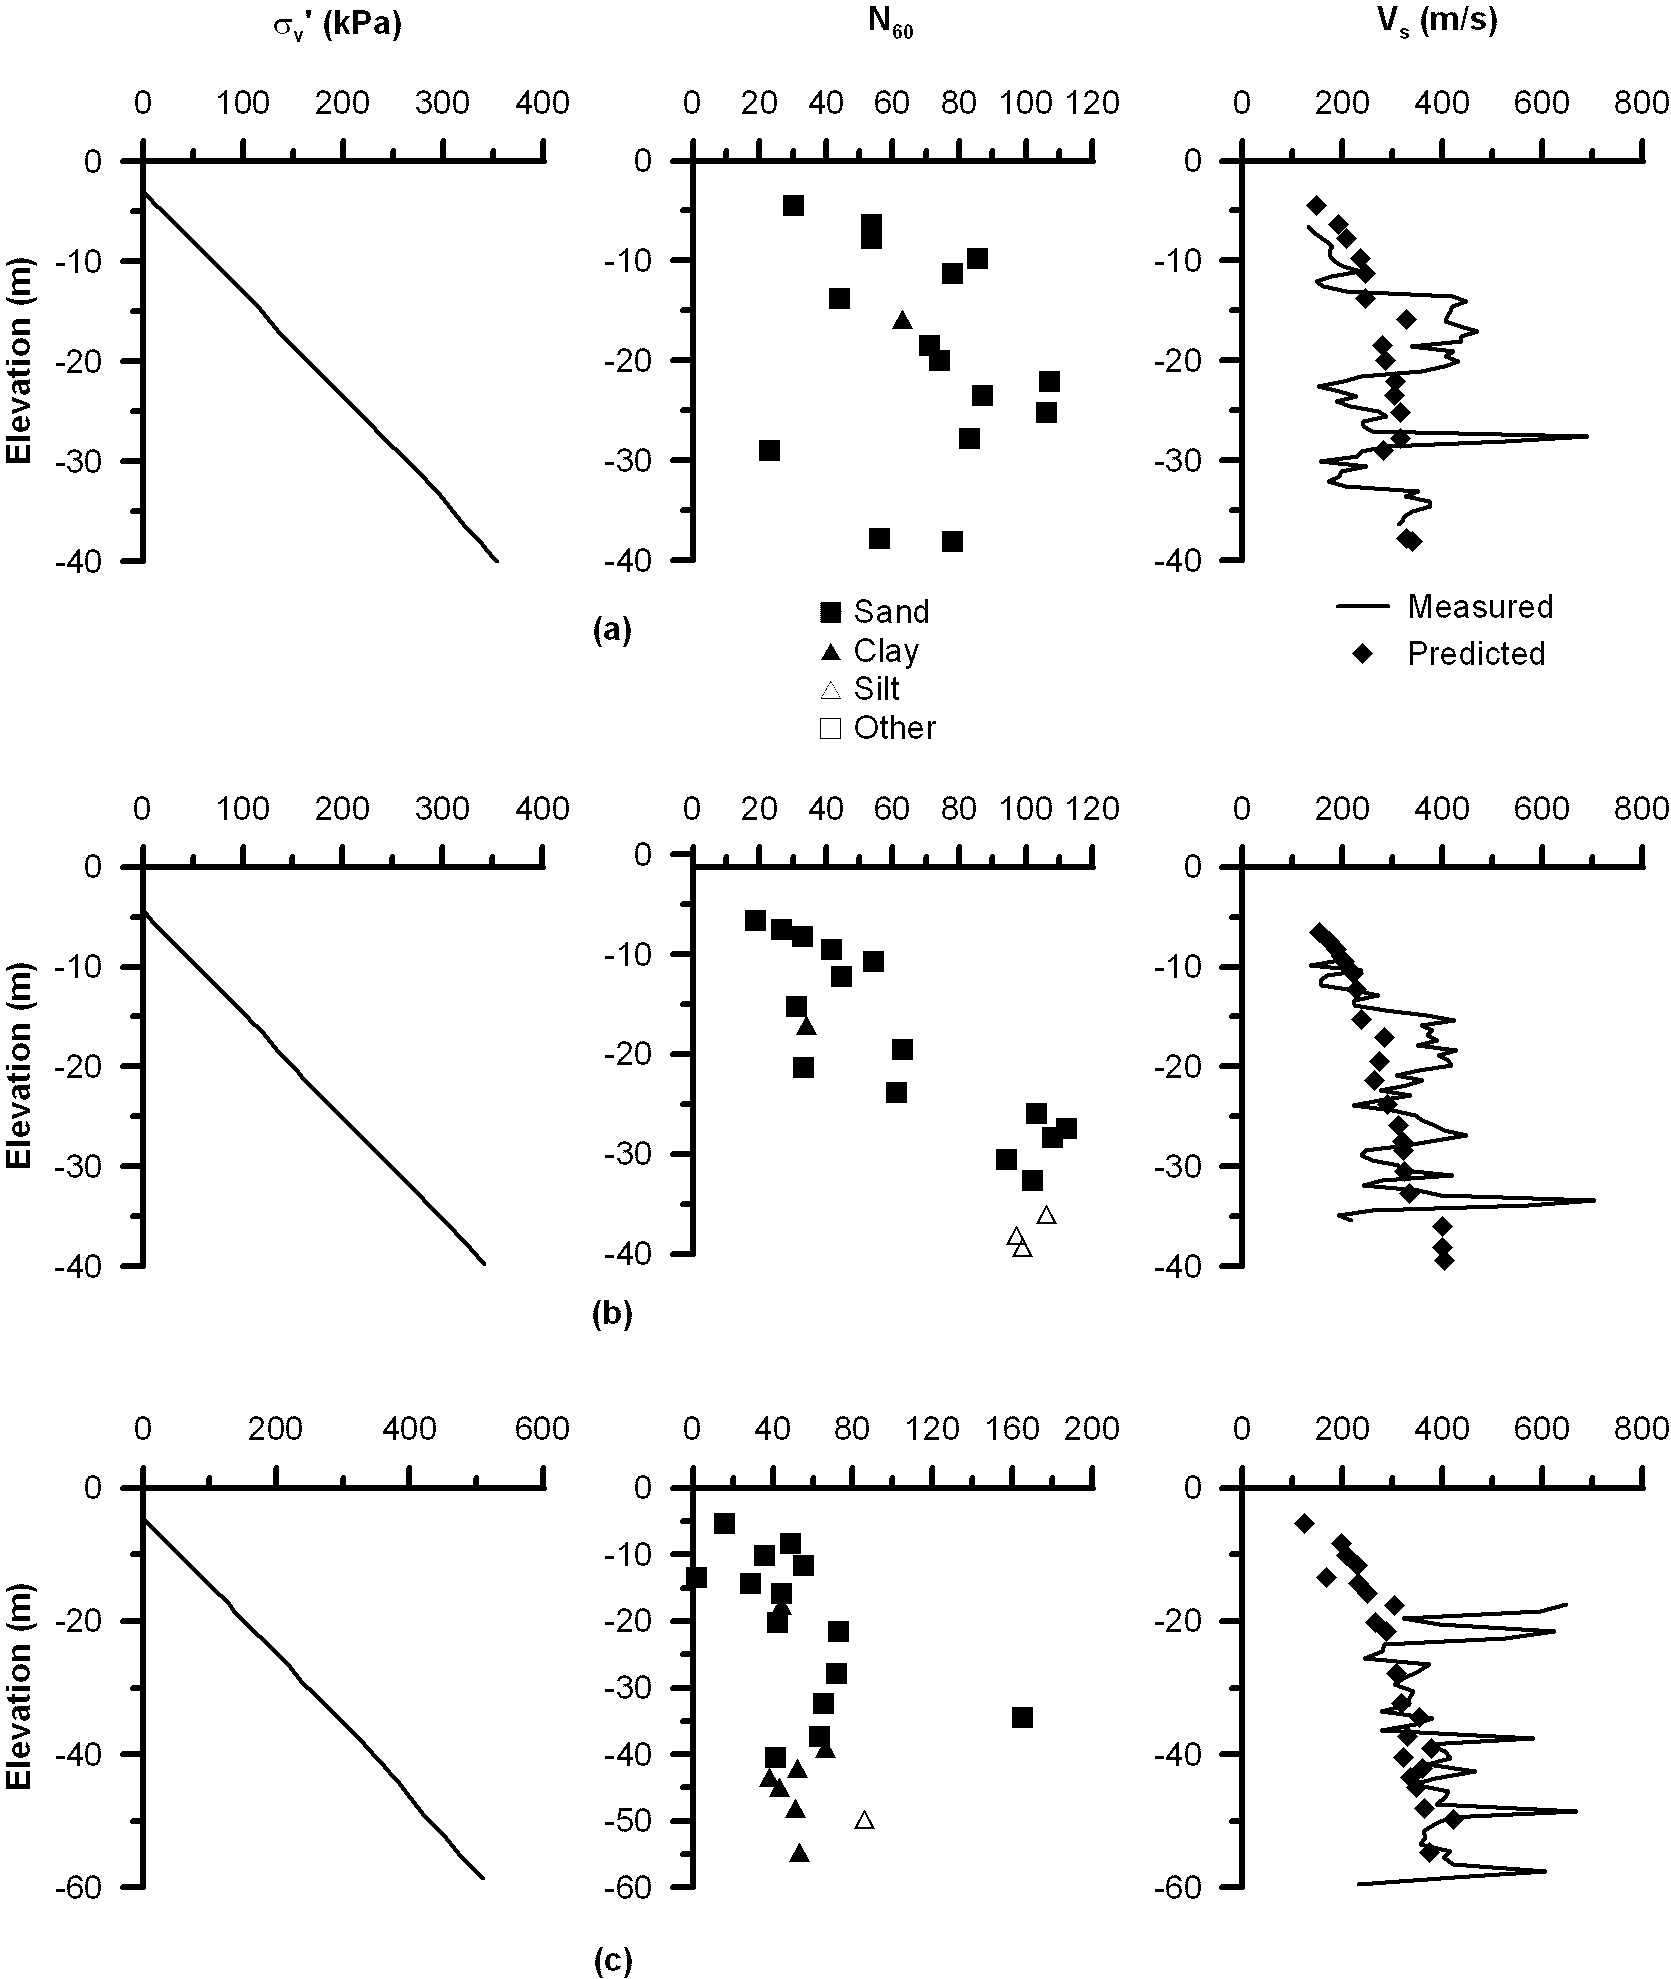 σv' (kPa) N60 Vs (m/s)
0 100 200 300 400 0 20 40 60 80 100 120 0 200 400 600 800
0 0 0
-10 -10 -10
-20 -20 -20
-30 -30 -30
-40 -40 -40
Elevation (m)
(a)
Sand
Clay
Silt
Other
Measured
Predicted
0 100 200 300 400 0 20 40 60 80 100 120 0 200 400 600 800
0 0 0
-10 -10 -10
-20 -20 -20
-30 -30 -30
-40 -40 -40
Elevation (m)
(b)
0 200 400 600 0 40 80 120 160 200 0 200 400 600 800
0 0 0
-10
-20 -20 -20
-30
-40 -40 -40
-50
-60 -60 -60
Elevation (m)
(c)